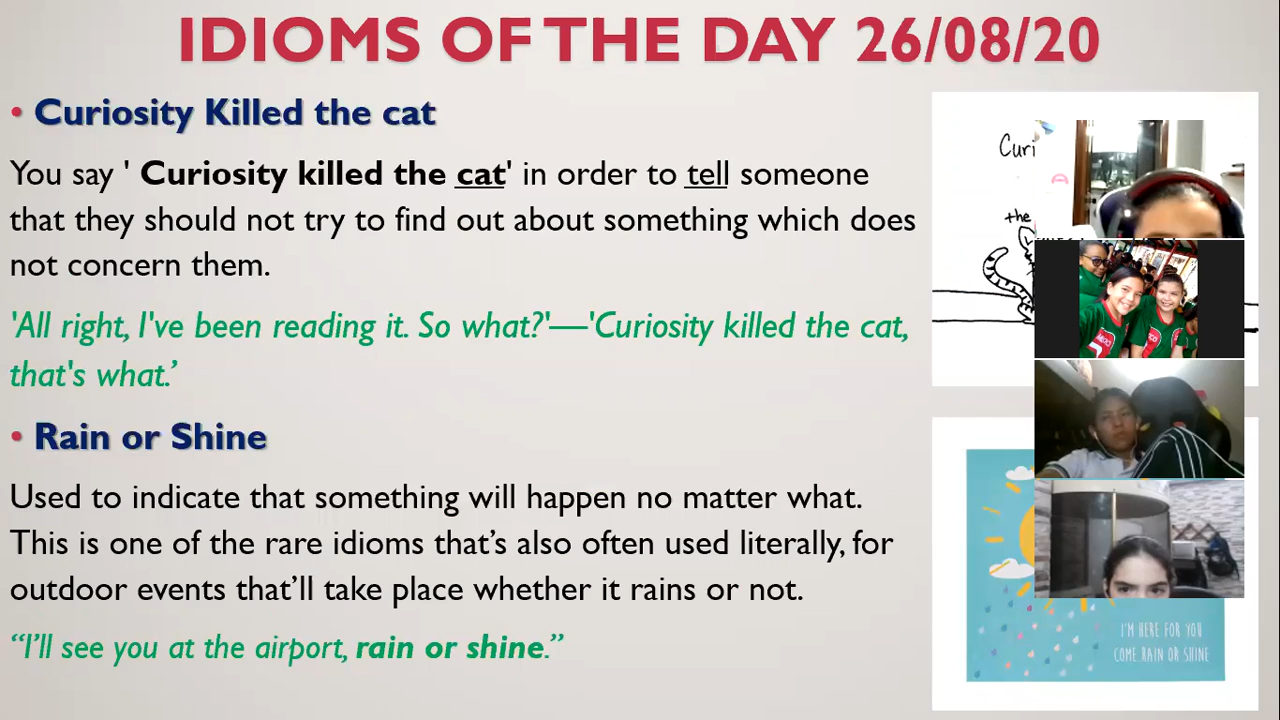 IDIOMS OF THE DAY 26/08/20
• Curiosity Killed the cat
You say ' Curiosity killed the cat' in order to tell someone
that they should not try to find out about something which does
not concern them.
'All right, I've been reading it. So what?'—'Curiosity killed the cat,
that's what.’
• Rain or Shine
Used to indicate that something will happen no matter what.
This is one of the rare idioms that’s also often used literally, for
outdoor events that’ll take place whether it rains or not.
“I’ll see you at the airport, rain or shine.”
Curi
the
I'M HERE FOR YOU
COME RAIN OR SHINE